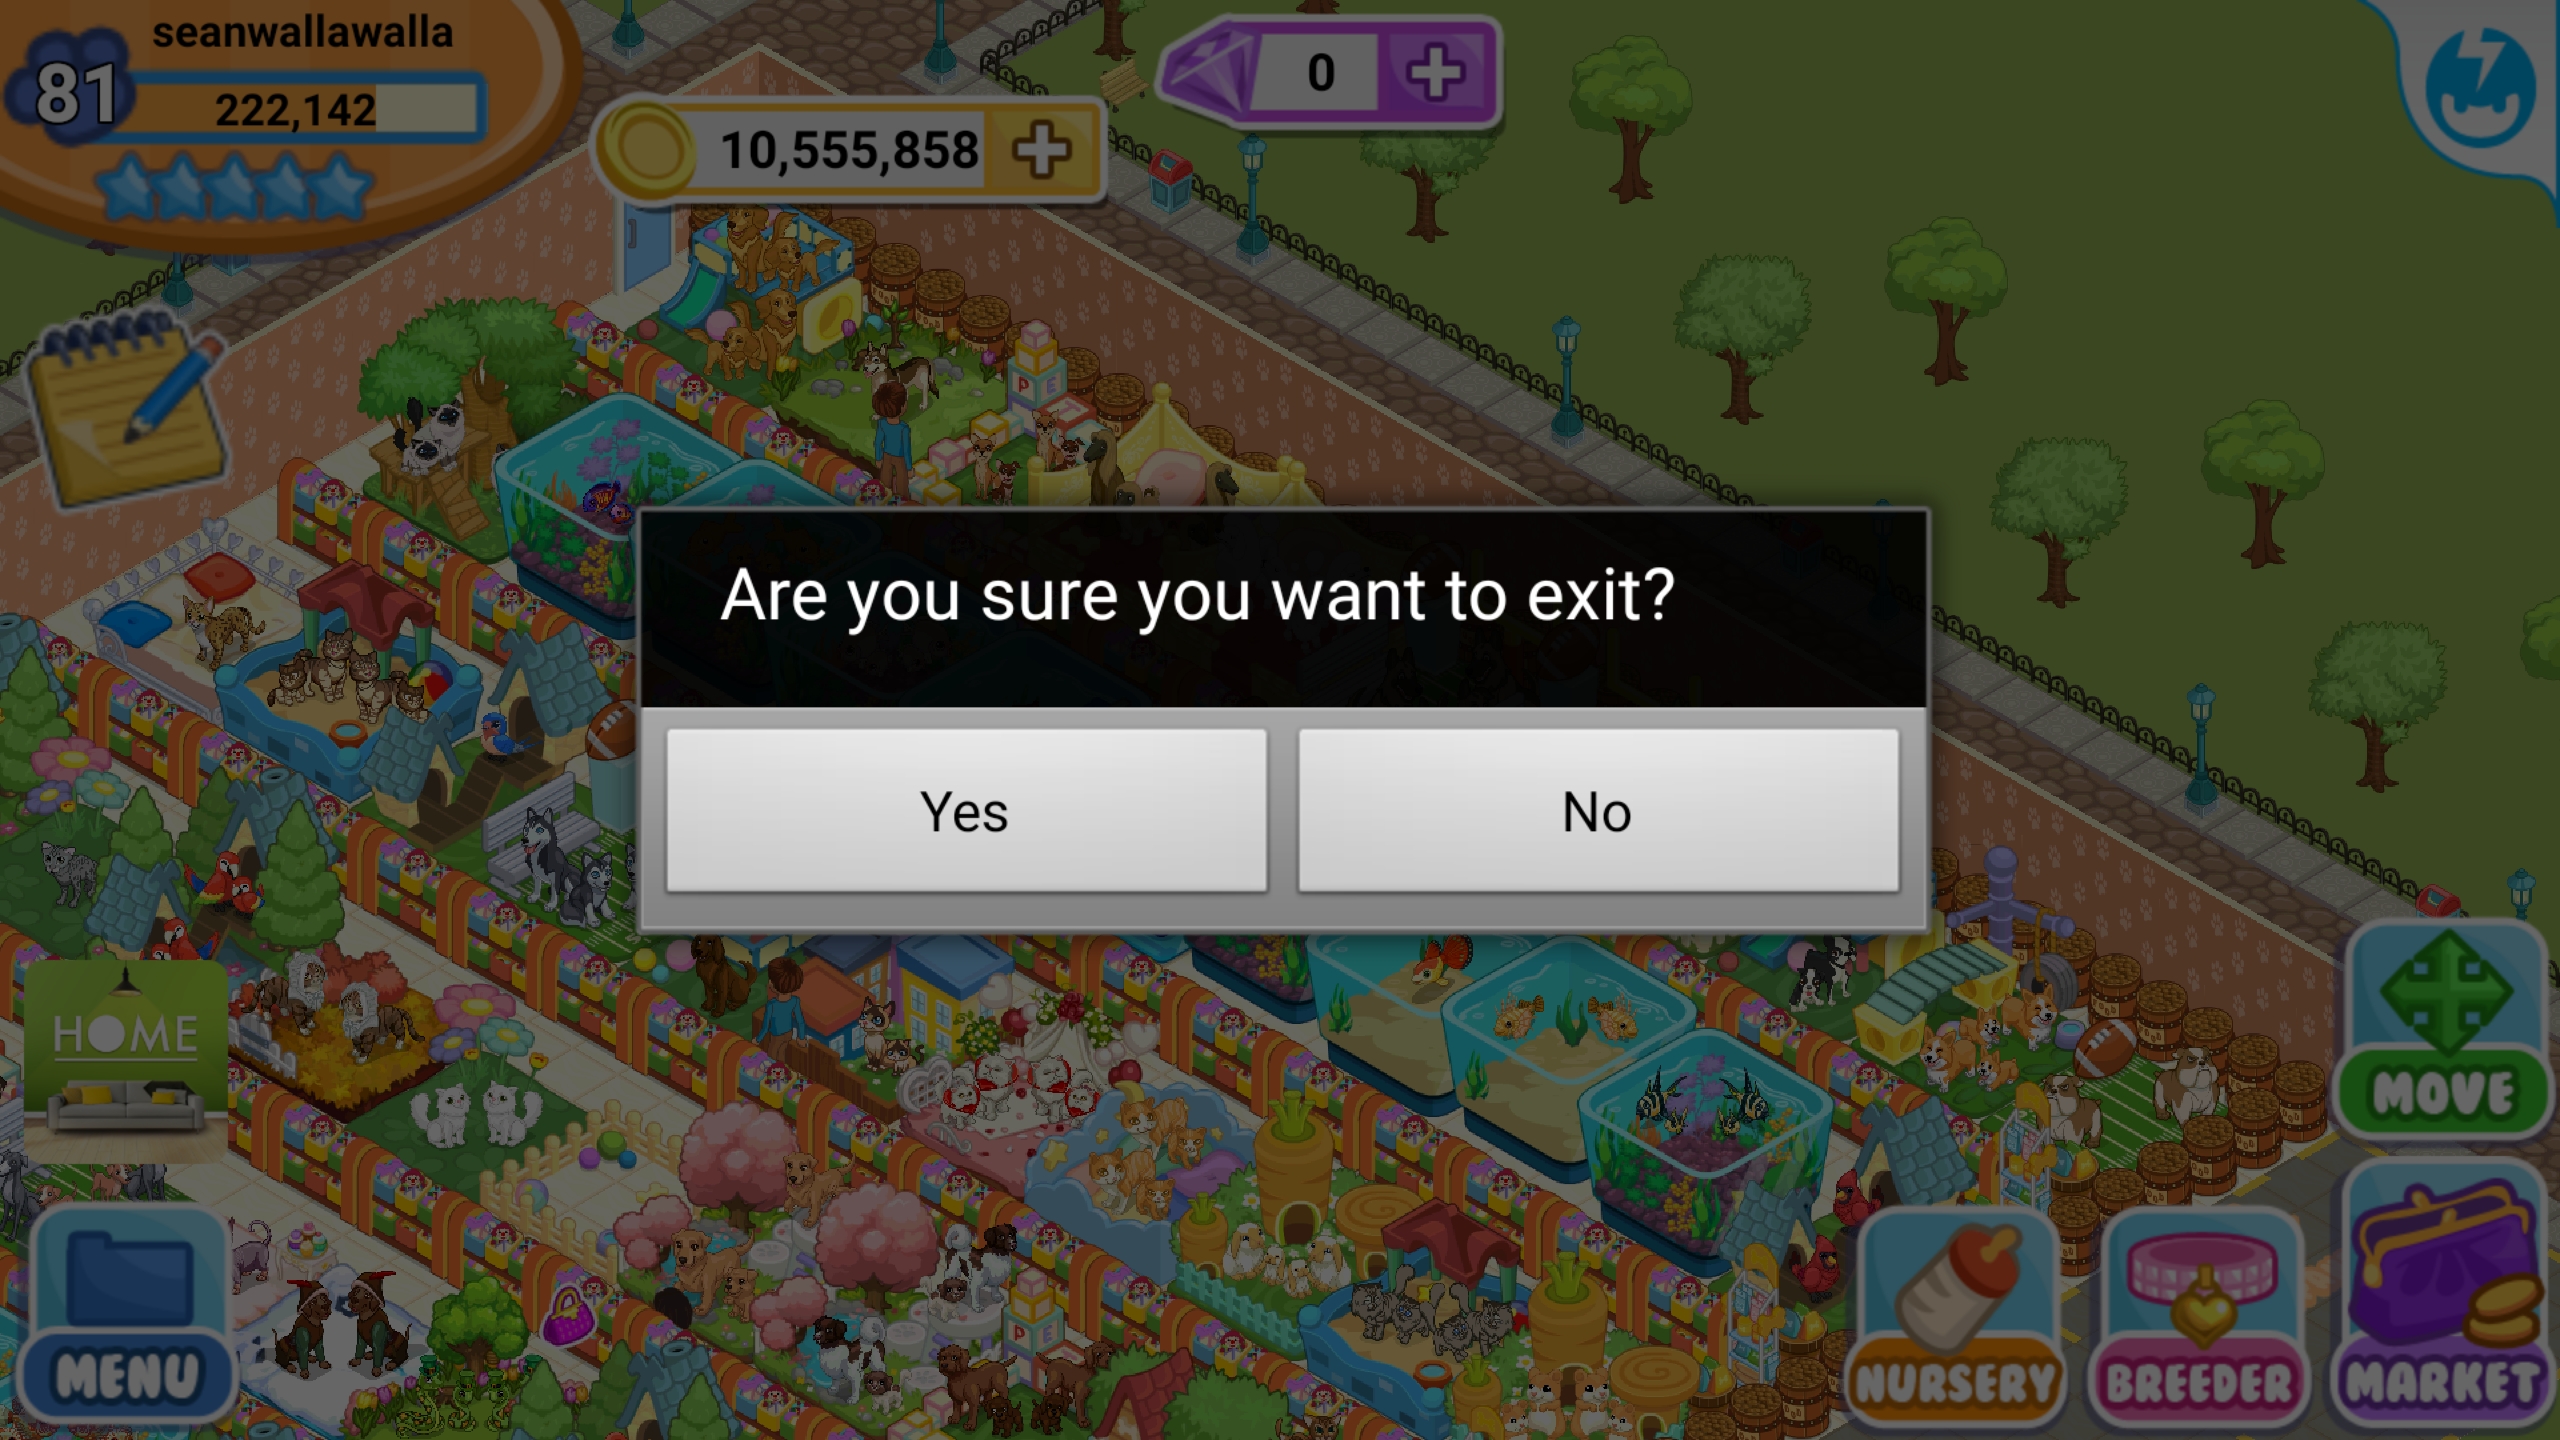 seanwallawalla
81
222,142
10,555,858
0
Are you sure you want to exit?
Yes
No
HOME
MOVE
MENU
NURSERY
BREEDER
MARKET